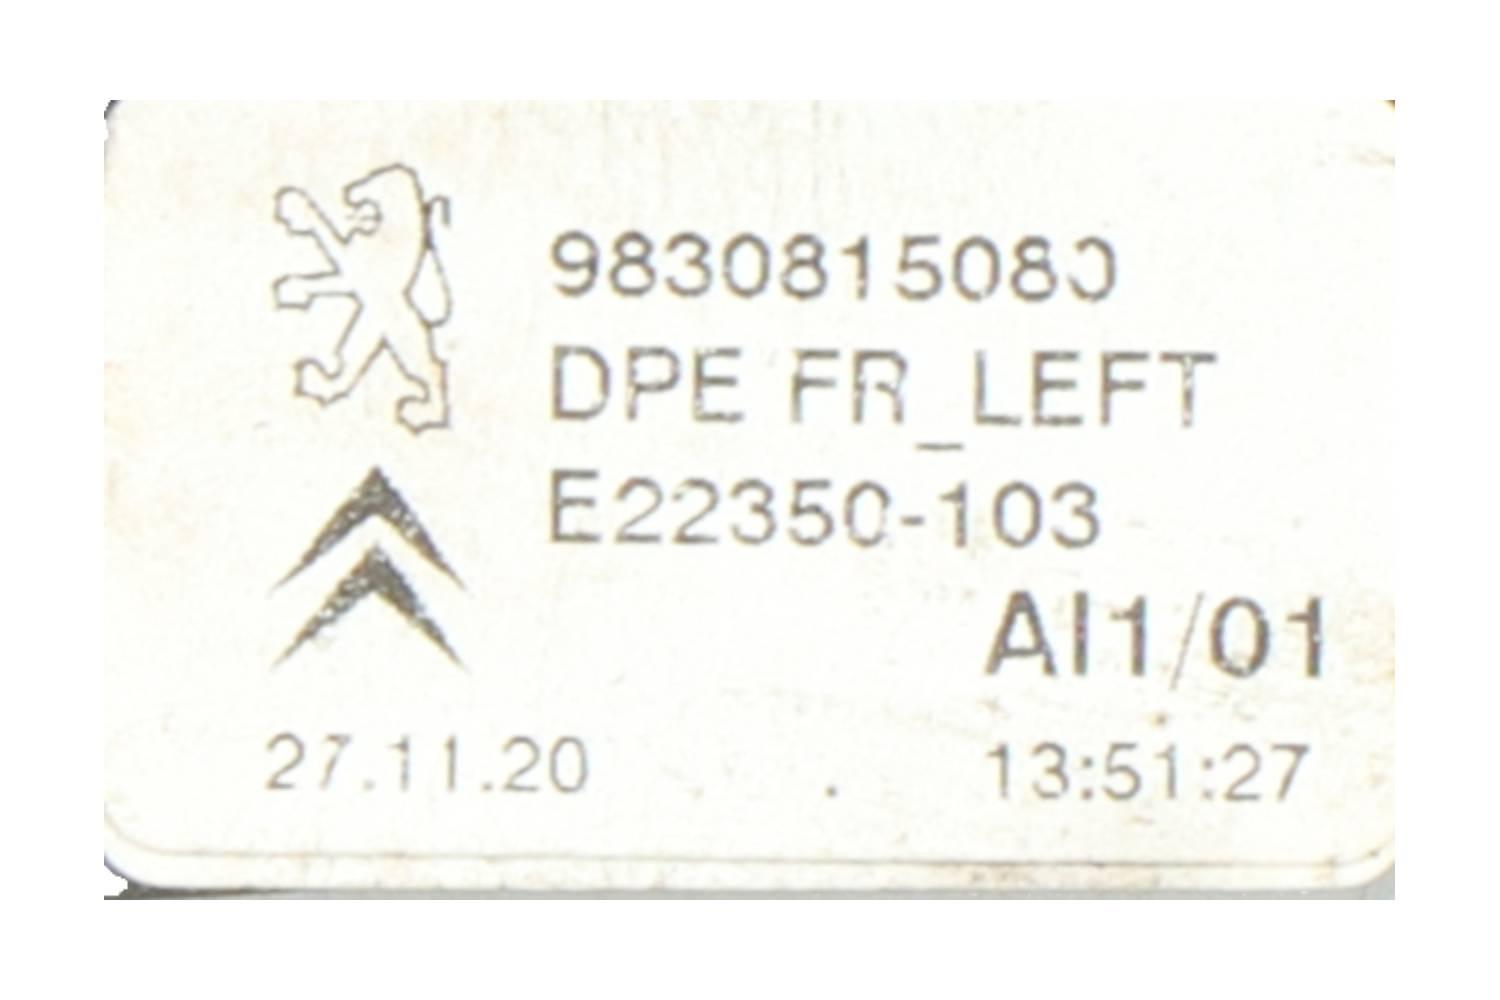 9830815080
DPE FR_LEFT
E22350-103
AI1/01
27.11.20 13:51:27